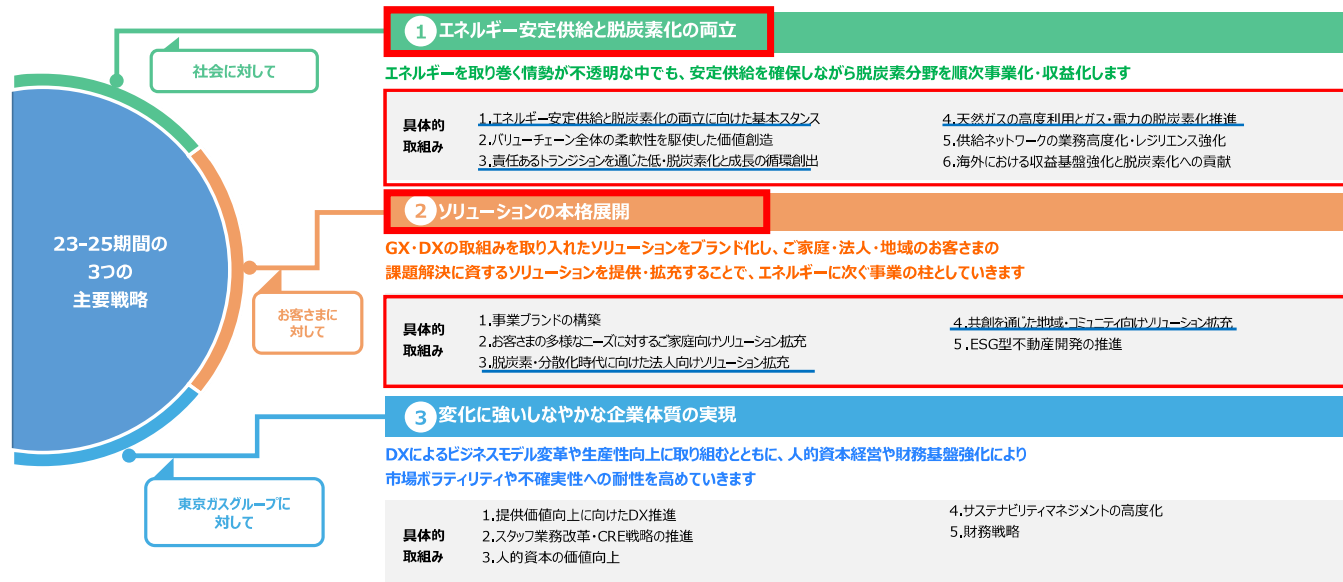 23-25期間の
3つの
主要戦略
社会に対して
1 エネルギー安定供給と脱炭素化の両立
エネルギーを取り巻く情勢が不透明な中でも、安定供給を確保しながら脱炭素分野を順次事業化・収益化します
具体的
取組み
1.エネルギー安定供給と脱炭素化の両立に向けた基本スタンス
2.バリューチェーン全体の柔軟性を駆使した価値創造
3.責任あるトランジションを通じた低・脱炭素化と成長の循環創出
4.天然ガスの高度利用とガス・電力の脱炭素化推進
5.供給ネットワークの業務高度化・レジリエンス強化
6.海外における収益基盤強化と脱炭素化への貢献
お客さまに
対して
2 ソリューションの本格展開
GX・DXの取組みを取り入れたソリューションをブランド化し、ご家庭・法人・地域のお客さまの
課題解決に資するソリューションを提供・拡充することで、エネルギーに次ぐ事業の柱としていきます
具体的
取組み
1.事業ブランドの構築
2.お客さまの多様なニーズに対するご家庭向けソリューション拡充
3.脱炭素・分散化時代に向けた法人向けソリューション拡充
4.共創を通じた地域・コミュニティ向けソリューション拡充
5.ESG型不動産開発の推進
東京ガスグループに
対して
3 変化に強いしなやかな企業体質の実現
DXによるビジネスモデル変革や生産性向上に取り組むとともに、人的資本経営や財務基盤強化により
市場ボラティリティや不確実性への耐性を高めていきます
具体的
取組み
1.提供価値向上に向けたDX推進
2.スタッフ業務改革・CRE戦略の推進
3.人的資本の価値向上
4.サステナビリティマネジメントの高度化
5.財務戦略